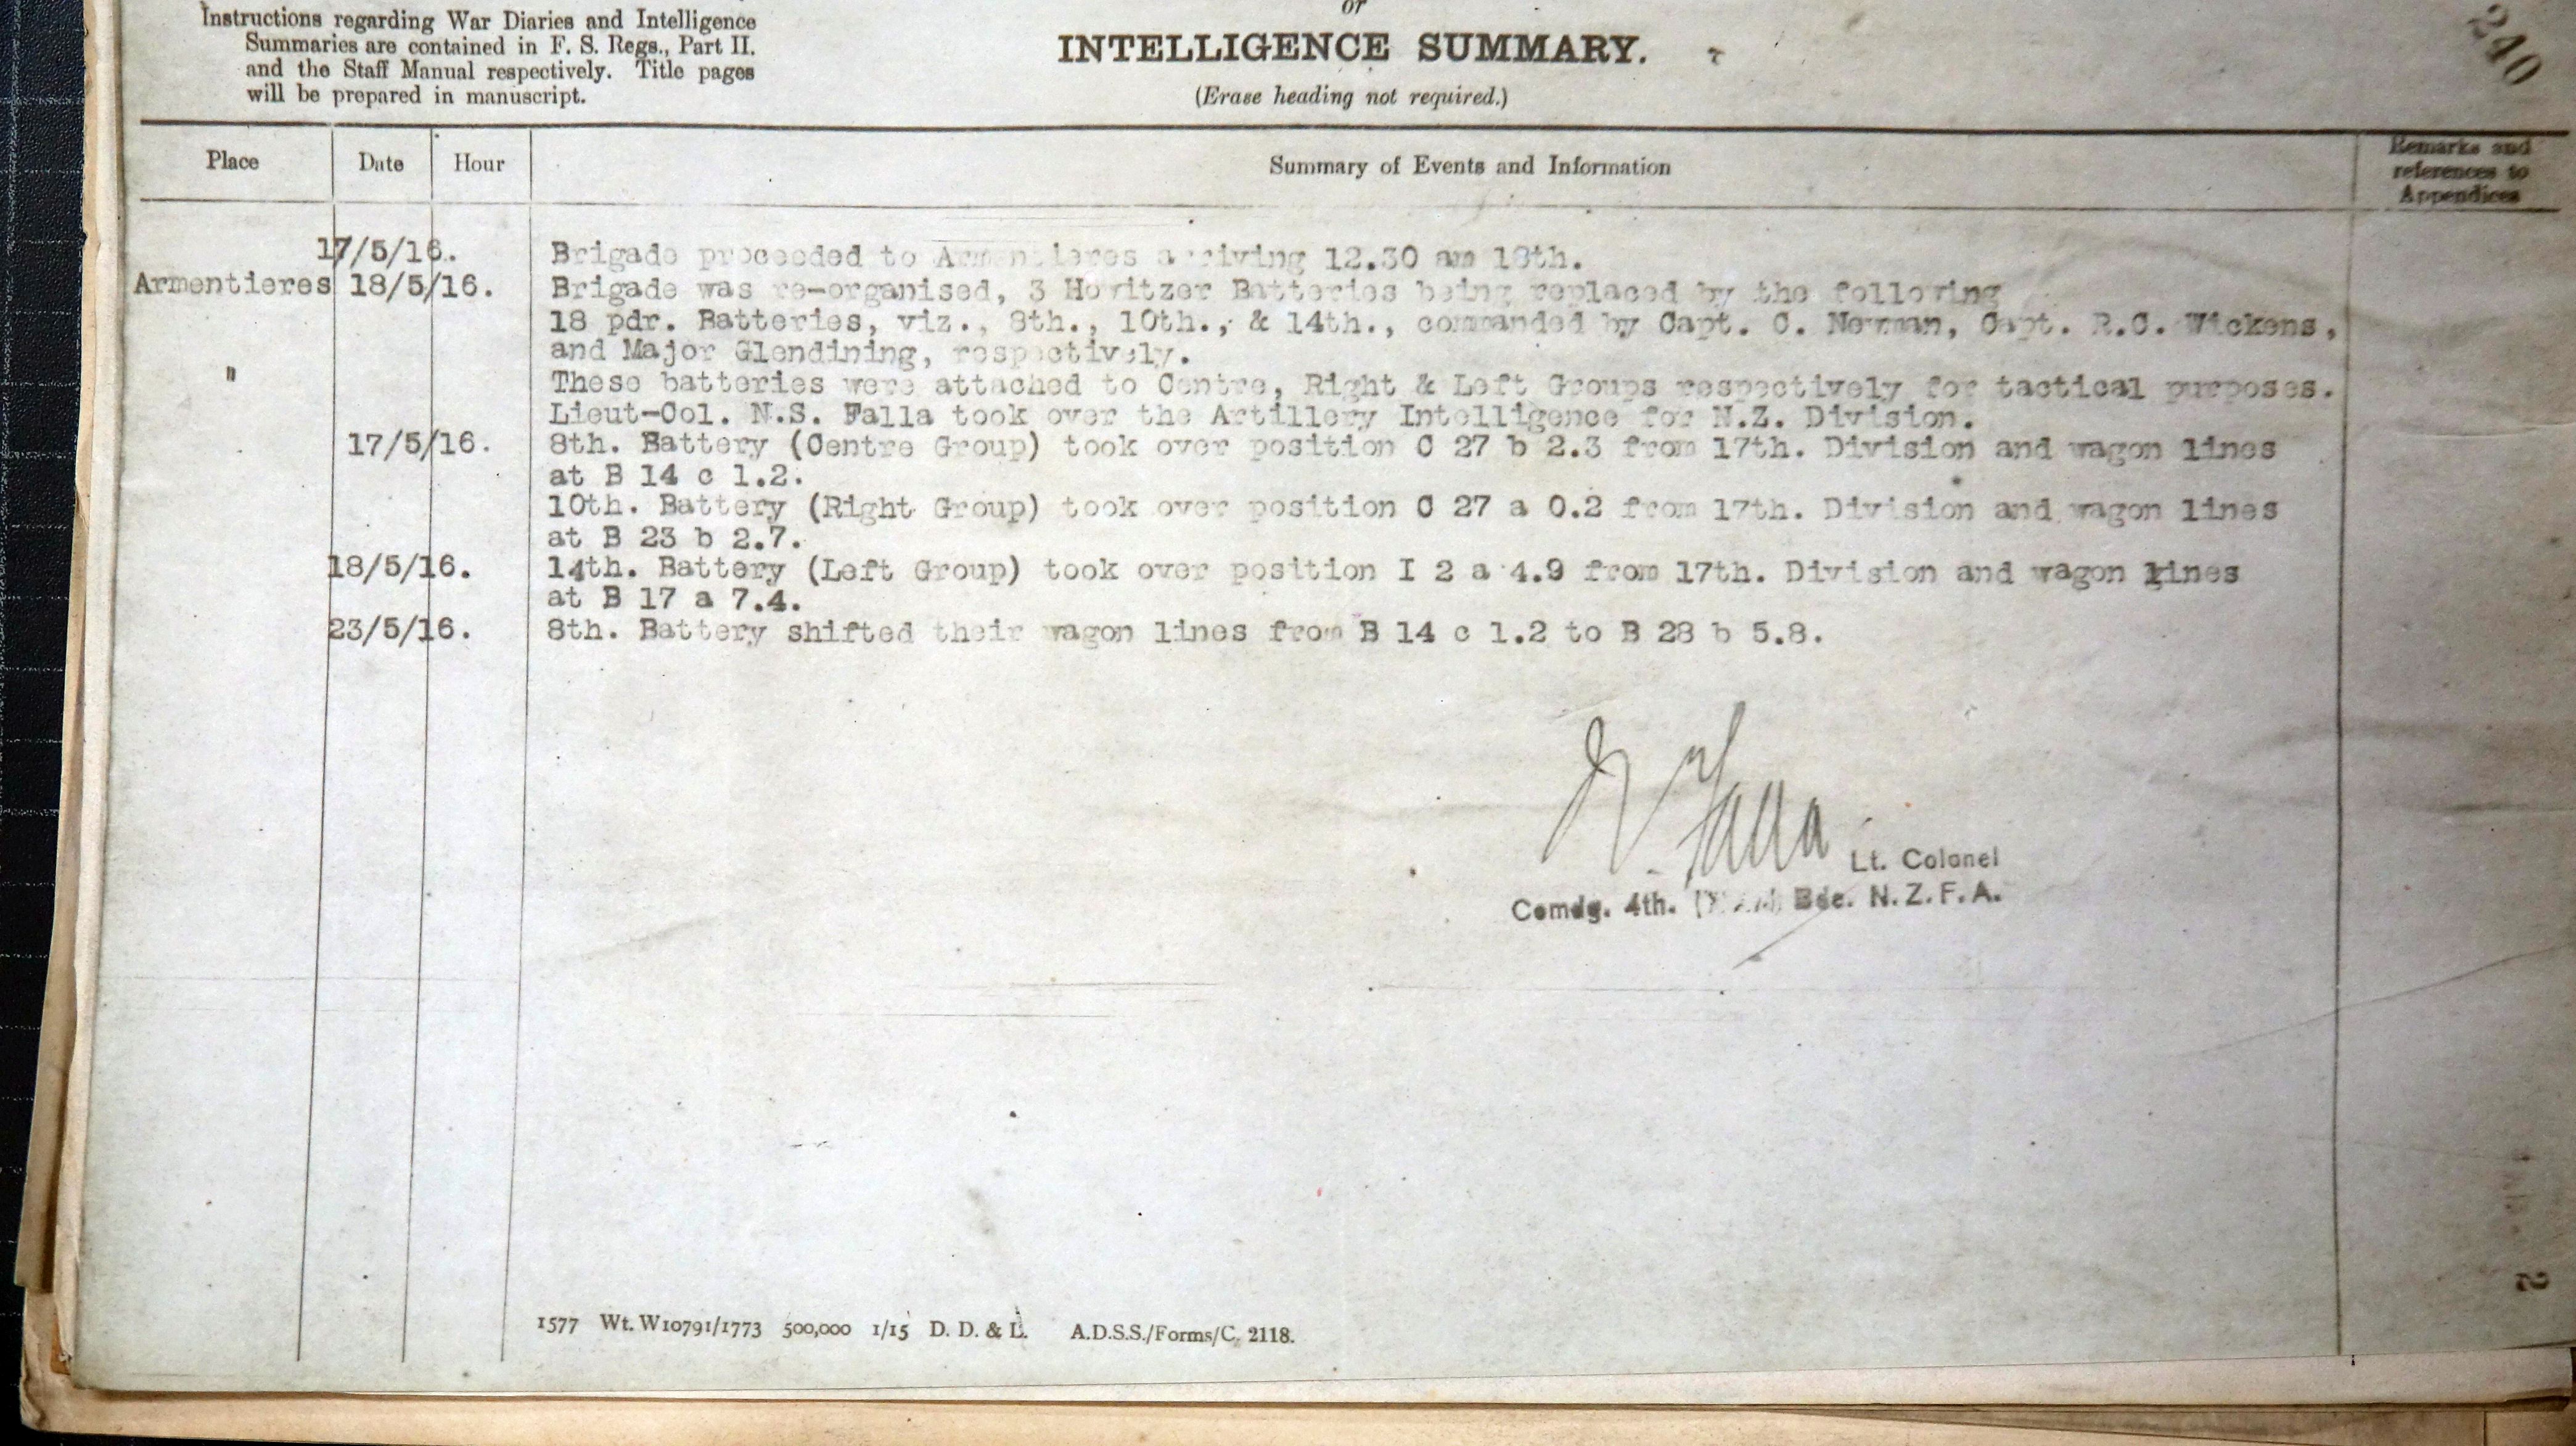 or
Instructions regarding War Diaries and Intelligence
Summaries are contained in F. S. Regs., Part II.
and the Staff Manual respectively. Title pages
will be prepared in manuscript.
INTELLIGENCE SUMMARY.
(Erase heading not required.)
240
Place Date Hour Summary of Events and Information Remarks and
references to
Appendices
17/5/16. Brigade proceeded to Armentieres arriving 12.30 am 18th.
Armentieres 18/5/16. Brigade was re-organised, 3 Howitzer Batteries being replaced by the following
18 pdr. Batteries, viz., 8th., 10th., & 14th., commanded by Capt. C. Newman, Capt. R.C. Wickens,
and Major Glendining, respectively.
" These batteries were attached to Centre, Right & Left Groups respectively for tactical purposes.
Lieut-Col. N.S. Falla took over the Artillery Intelligence for N.Z. Division.
17/5/16. 8th. Battery (Centre Group) took over position C 27 b 2.3 from 17th. Division and wagon lines
at B 14 c 1.2.
10th. Battery (Right Group) took over position C 27 a 0.2 from 17th. Division and wagon lines
at B 23 b 2.7.
18/5/16. 14th. Battery (Left Group) took over position I 2 a 4.9 from 17th. Division and wagon lines
at B 17 a 7.4.
23/5/16. 8th. Battery shifted their wagon lines from B 14 c 1.2 to B 28 b 5.8.
N Falla
Lt. Colonel
Comdg. 4th. Bde. N.Z.F.A.
2
1577 Wt. W10791/1773 500,000 1/15 D. D. & L. A.D.S.S./Forms/C. 2118.